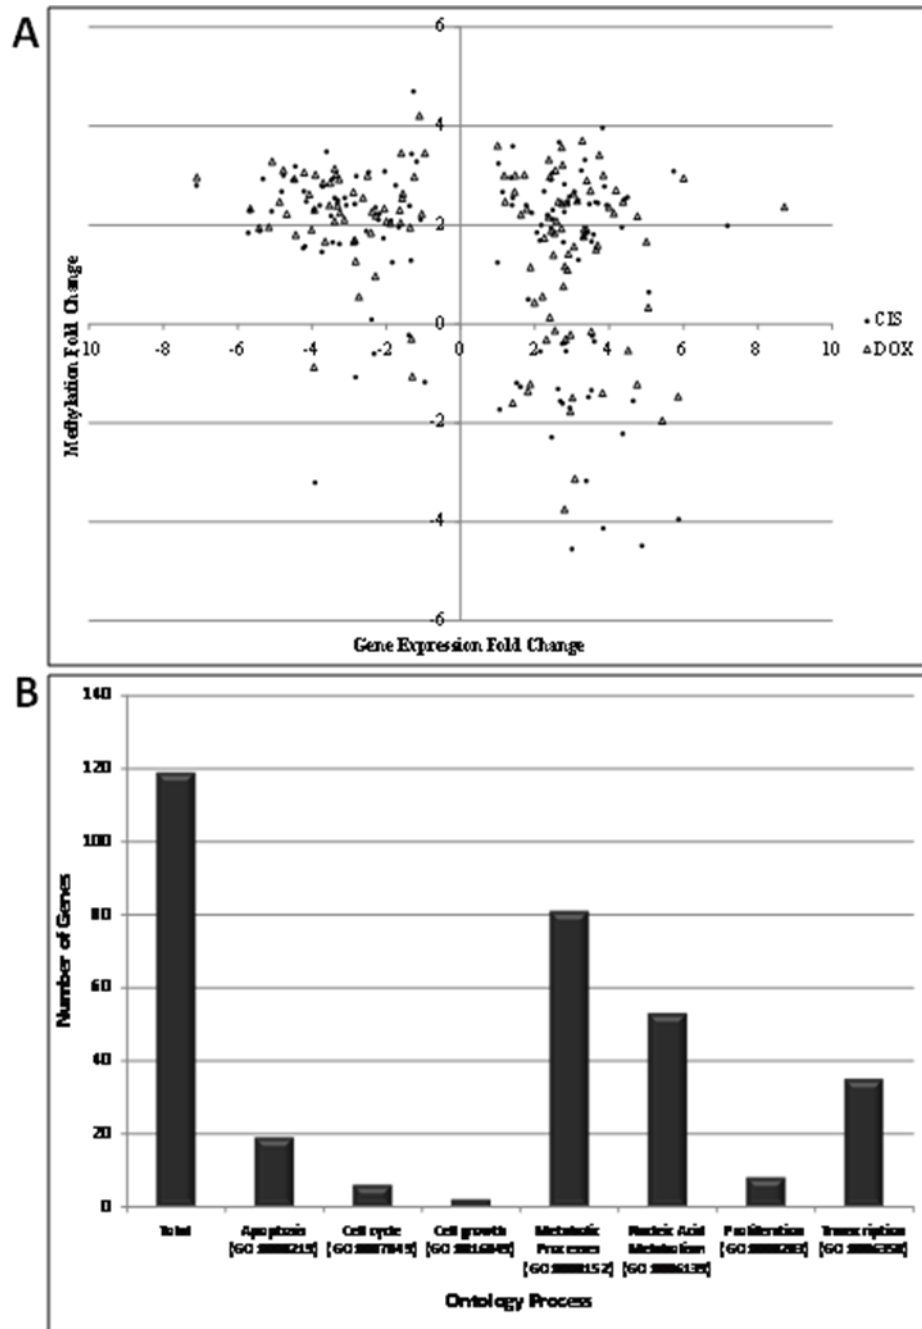 A
6
4
2
0
-2
-4
-6
10
-8
-6
-4
-2
0
2
4
6
8
10
Methylation Fold Change
Gene Expression Fold Change
CIS
DOX
B
140
120
100
80
60
40
20
0
Number of Genes
Total
Apoptosis
Cell cycle
Cell growth
Metabolic
Processes
Nucleic Acid
Metabolism
Proliferation
Transcription
Ontology Process